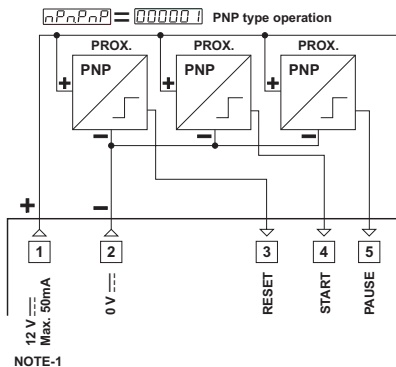 nPnPnP = 000001 PNP type operation
PROX. PROX. PROX.
PNP PNP PNP
+ + +
− − −
+ −
1 2 3 4 5
12 V Max. 50mA
0 V
RESET
START
PAUSE
NOTE-1